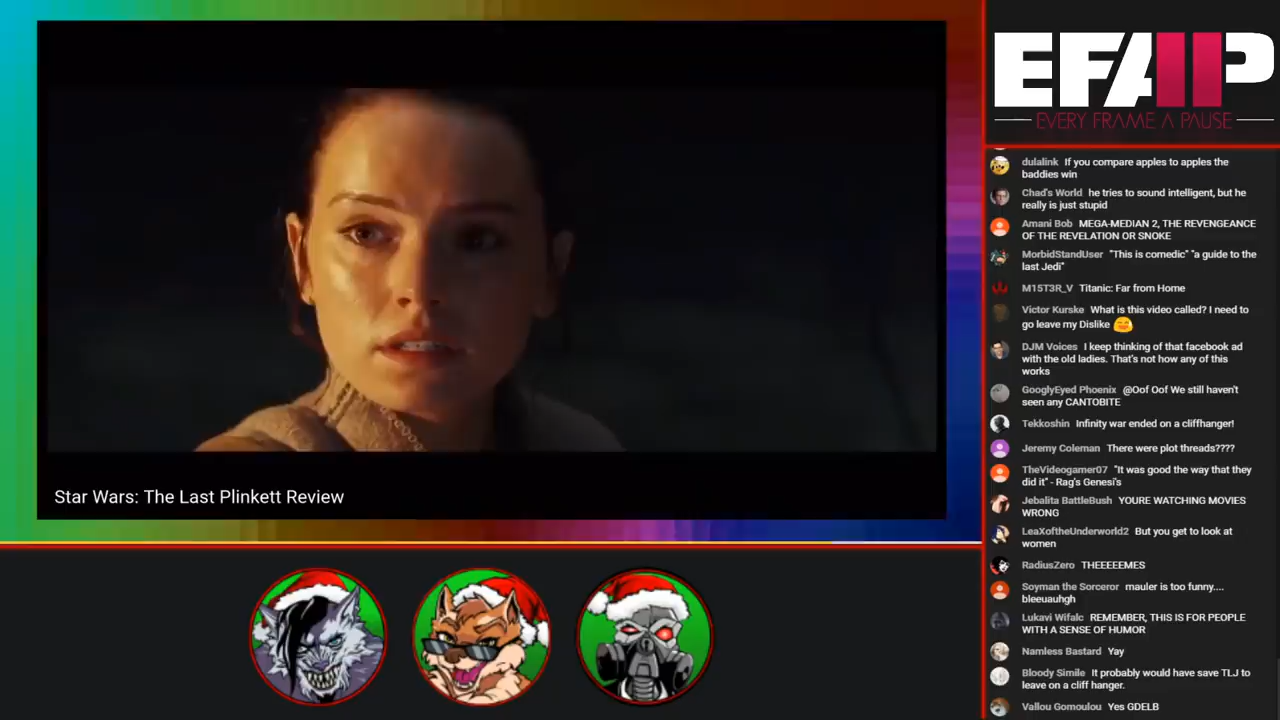 Star Wars: The Last Plinkett Review
EFAP
EVERY FRAME A PAUSE
dulalink If you compare apples to apples the
baddies win
Chad's World he tries to sound intelligent, but he
really is just stupid
Amani Bob MEGA-MEDIAN 2, THE REVENGEANCE
OF THE REVELATION OR SNOKE
MorbidStandUser "This is comedic" "a guide to the
last Jedi"
M15T3R_V Titanic: Far from Home
Victor Kurske What is this video called? I need to
go leave my Dislike
DJM Voices I keep thinking of that facebook ad
with the old ladies. That's not how any of this
works
GooglyEyed Phoenix @Oof Oof We still haven't
seen any CANTOBITE
Tekkoshin Infinity war ended on a cliffhanger!
Jeremy Coleman There were plot threads????
TheVideogamer07 "It was good the way that they
did it" - Rag's Genesi's
Jebalita BattleBush YOURE WATCHING MOVIES
WRONG
LeaXoftheUnderworld2 But you get to look at
women
RadiusZero THEEEEEMES
Soyman the Sorceror mauler is too funny....
bleeuauhgh
Lukavi Wifalc REMEMBER, THIS IS FOR PEOPLE
WITH A SENSE OF HUMOR
Namless Bastard Yay
Bloody Simile It probably would have save TLJ to
leave on a cliff hanger.
Vallou Gomoulou Yes GDELB